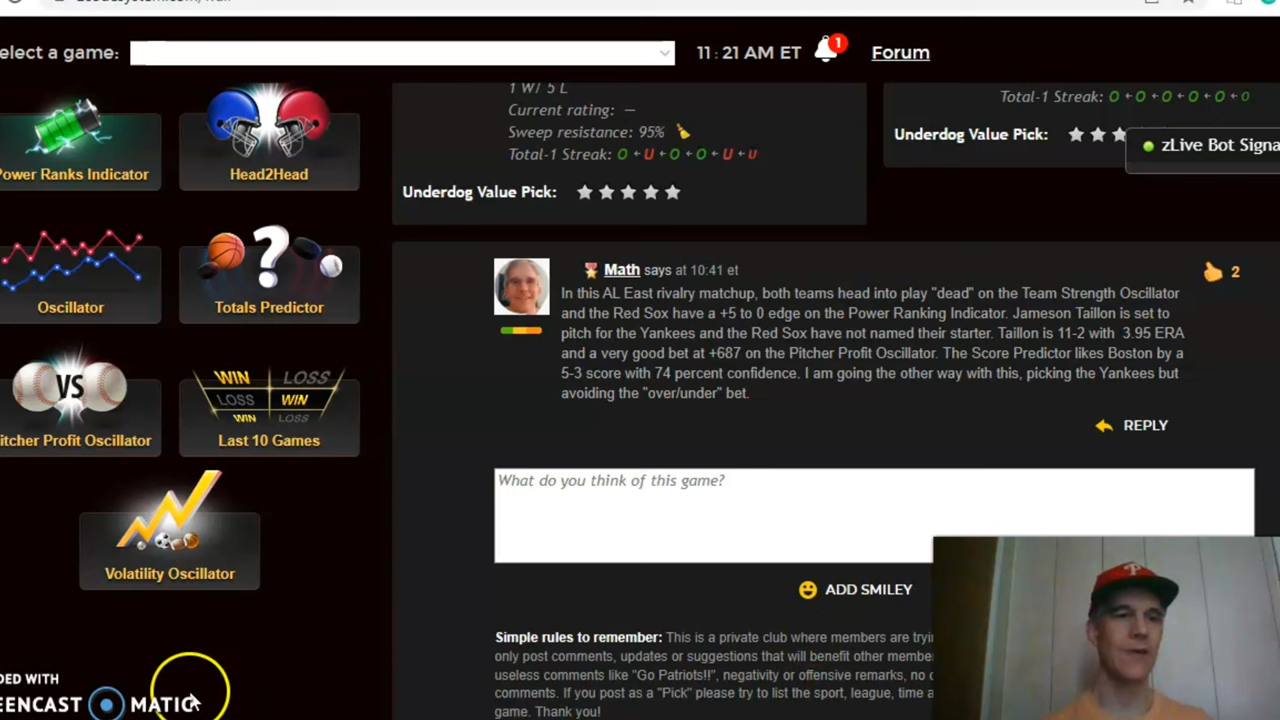 elect a game:
11 : 21 AM ET
1
Forum
1 W/ 5 L
Current rating: —
Sweep resistance: 95%
Total-1 Streak: O ← U ← O ← O ← U ← U
Underdog Value Pick:
Total-1 Streak: O ← O ← O ← O ← O ← O
Underdog Value Pick:
zLive Bot Signa
Power Ranks Indicator
Head2Head
Oscillator
?
Totals Predictor
VS
itcher Profit Oscillator
WIN LOSS
LOSS WIN
WIN LOSS
Last 10 Games
Volatility Oscillator
Math says at 10:41 et
2
In this AL East rivalry matchup, both teams head into play "dead" on the Team Strength Oscillator
and the Red Sox have a +5 to 0 edge on the Power Ranking Indicator. Jameson Taillon is set to
pitch for the Yankees and the Red Sox have not named their starter. Taillon is 11-2 with 3.95 ERA
and a very good bet at +687 on the Pitcher Profit Oscillator. The Score Predictor likes Boston by a
5-3 score with 74 percent confidence. I am going the other way with this, picking the Yankees but
avoiding the "over/under" bet.
REPLY
What do you think of this game?
ADD SMILEY
Simple rules to remember: This is a private club where members are tryin
only post comments, updates or suggestions that will benefit other membe
useless comments like "Go Patriots!!", negativity or offensive remarks, no c
comments. If you post as a "Pick" please try to list the sport, league, time a
game. Thank you!
DED WITH
EENCAST MATIC
P